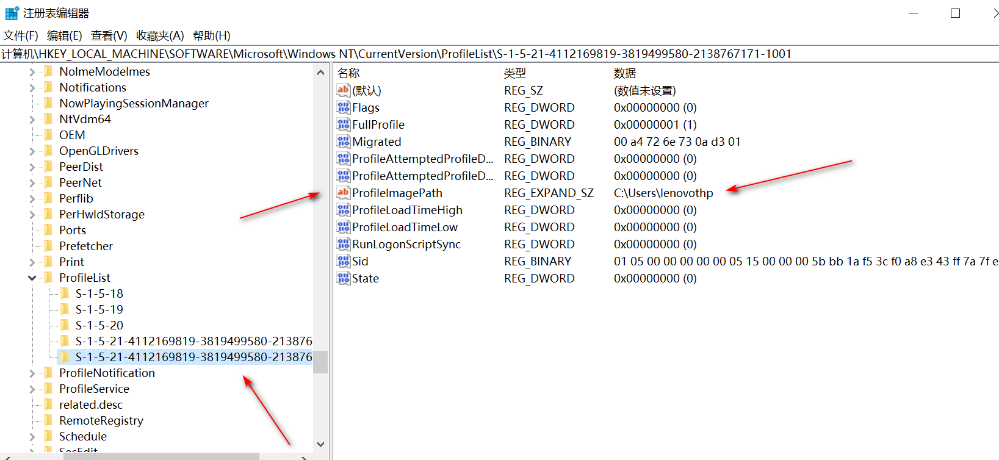 注册表编辑器
文件(F) 编辑(E) 查看(V) 收藏夹(A) 帮助(H)
计算机\HKEY_LOCAL_MACHINE\SOFTWARE\Microsoft\Windows NT\CurrentVersion\ProfileList\S-1-5-21-4112169819-3819499580-2138767171-1001
NoImeModeImes
Notifications
NowPlayingSessionManager
NtVdm64
OEM
OpenGLDrivers
PeerDist
PeerNet
Perflib
PerHwIdStorage
Ports
Prefetcher
Print
ProfileList
S-1-5-18
S-1-5-19
S-1-5-20
S-1-5-21-4112169819-3819499580-213876
S-1-5-21-4112169819-3819499580-213876
ProfileNotification
ProfileService
related.desc
RemoteRegistry
Schedule
SecEdit
名称 类型 数据
(默认) REG_SZ (数值未设置)
Flags REG_DWORD 0x00000000 (0)
FullProfile REG_DWORD 0x00000001 (1)
Migrated REG_BINARY 00 a4 72 6e 73 0a d3 01
ProfileAttemptedProfileD... REG_DWORD 0x00000000 (0)
ProfileAttemptedProfileD... REG_DWORD 0x00000000 (0)
ProfileImagePath REG_EXPAND_SZ C:\Users\lenovothp
ProfileLoadTimeHigh REG_DWORD 0x00000000 (0)
ProfileLoadTimeLow REG_DWORD 0x00000000 (0)
RunLogonScriptSync REG_DWORD 0x00000000 (0)
Sid REG_BINARY 01 05 00 00 00 00 00 05 15 00 00 00 5b bb 1a f5 3c f0 a8 e3 43 ff 7a 7f e
State REG_DWORD 0x00000000 (0)